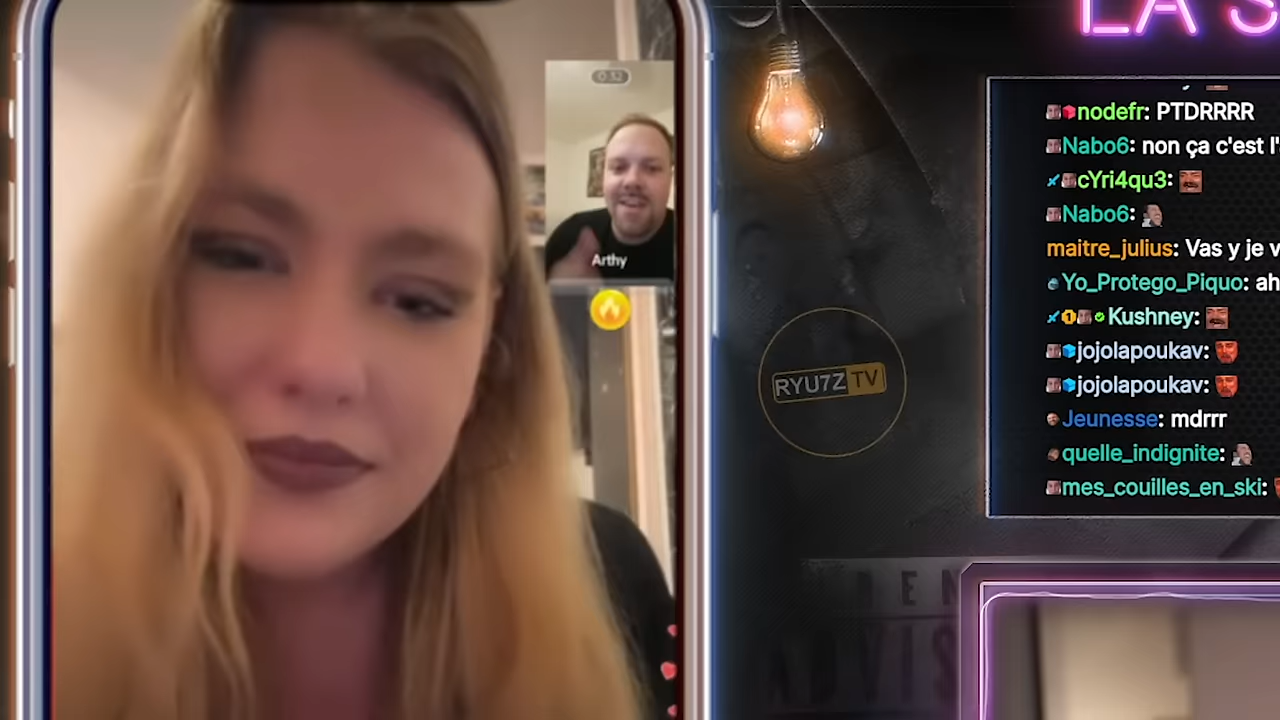 LA S
0:32
Arthy
RYU7Z TV
nodefr: PTDRRRR
Nabo6: non ça c'est l'
cYri4qu3:
Nabo6:
maitre_julius: Vas y je v
Yo_Protego_Piquo: ah
Kushney:
jojolapoukav:
jojolapoukav:
Jeunesse: mdrrr
quelle_indignite:
mes_couilles_en_ski: